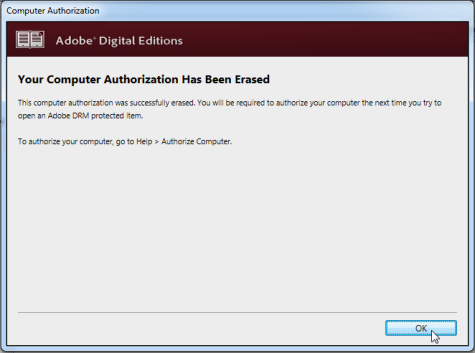 Computer Authorization
Adobe® Digital Editions
Your Computer Authorization Has Been Erased
This computer authorization was successfully erased. You will be required to authorize your computer the next time you try to
open an Adobe DRM protected item.
To authorize your computer, go to Help > Authorize Computer.
OK